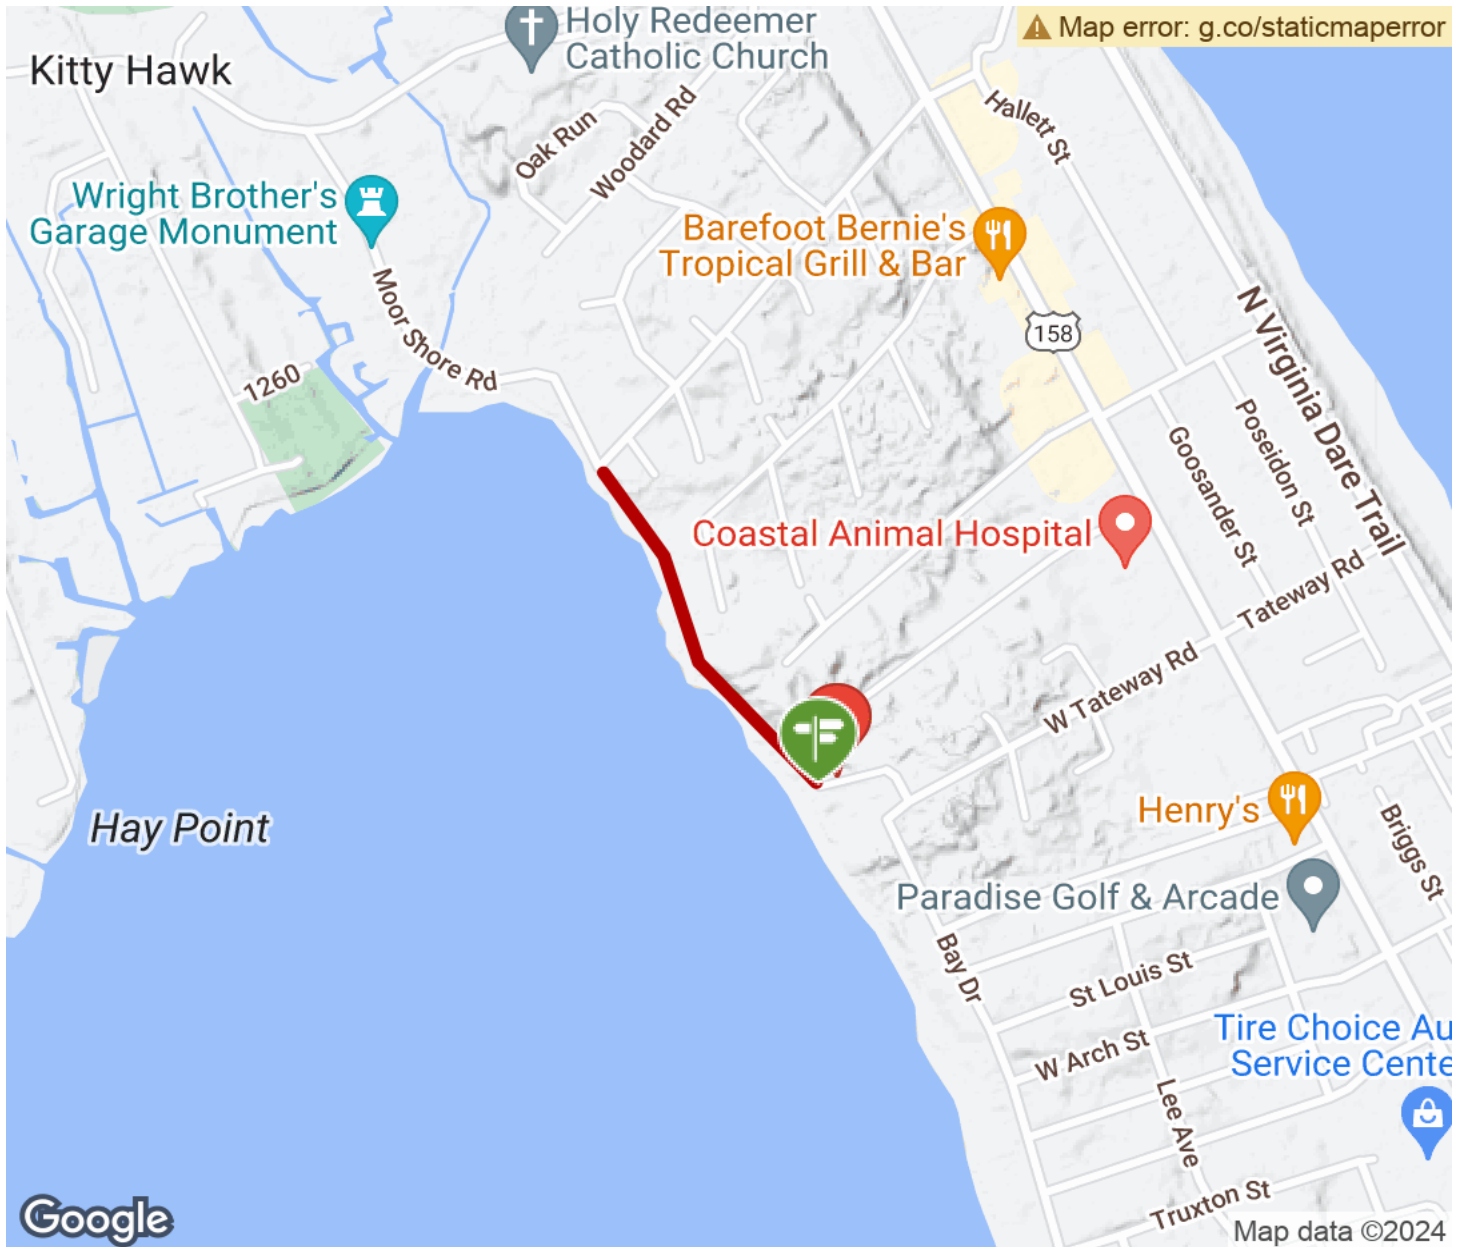 Holy Redeemer
Catholic Church
Map error: g.co/staticmaperror
Kitty Hawk
Hallett St
Oak Run
Woodard Rd
Wright Brother's
Garage Monument
Barefoot Bernie's
Tropical Grill & Bar
158
N Virginia Dare Trail
Moor Shore Rd
1260
Poseidon St
Goosander St
Coastal Animal Hospital
Tateway Rd
W Tateway Rd
Hay Point
Henry's
Briggs St
Paradise Golf & Arcade
Bay Dr
St Louis St
W Arch St
Tire Choice Au
Service Cente
Lee Ave
Truxton St
Google
Map data ©2024